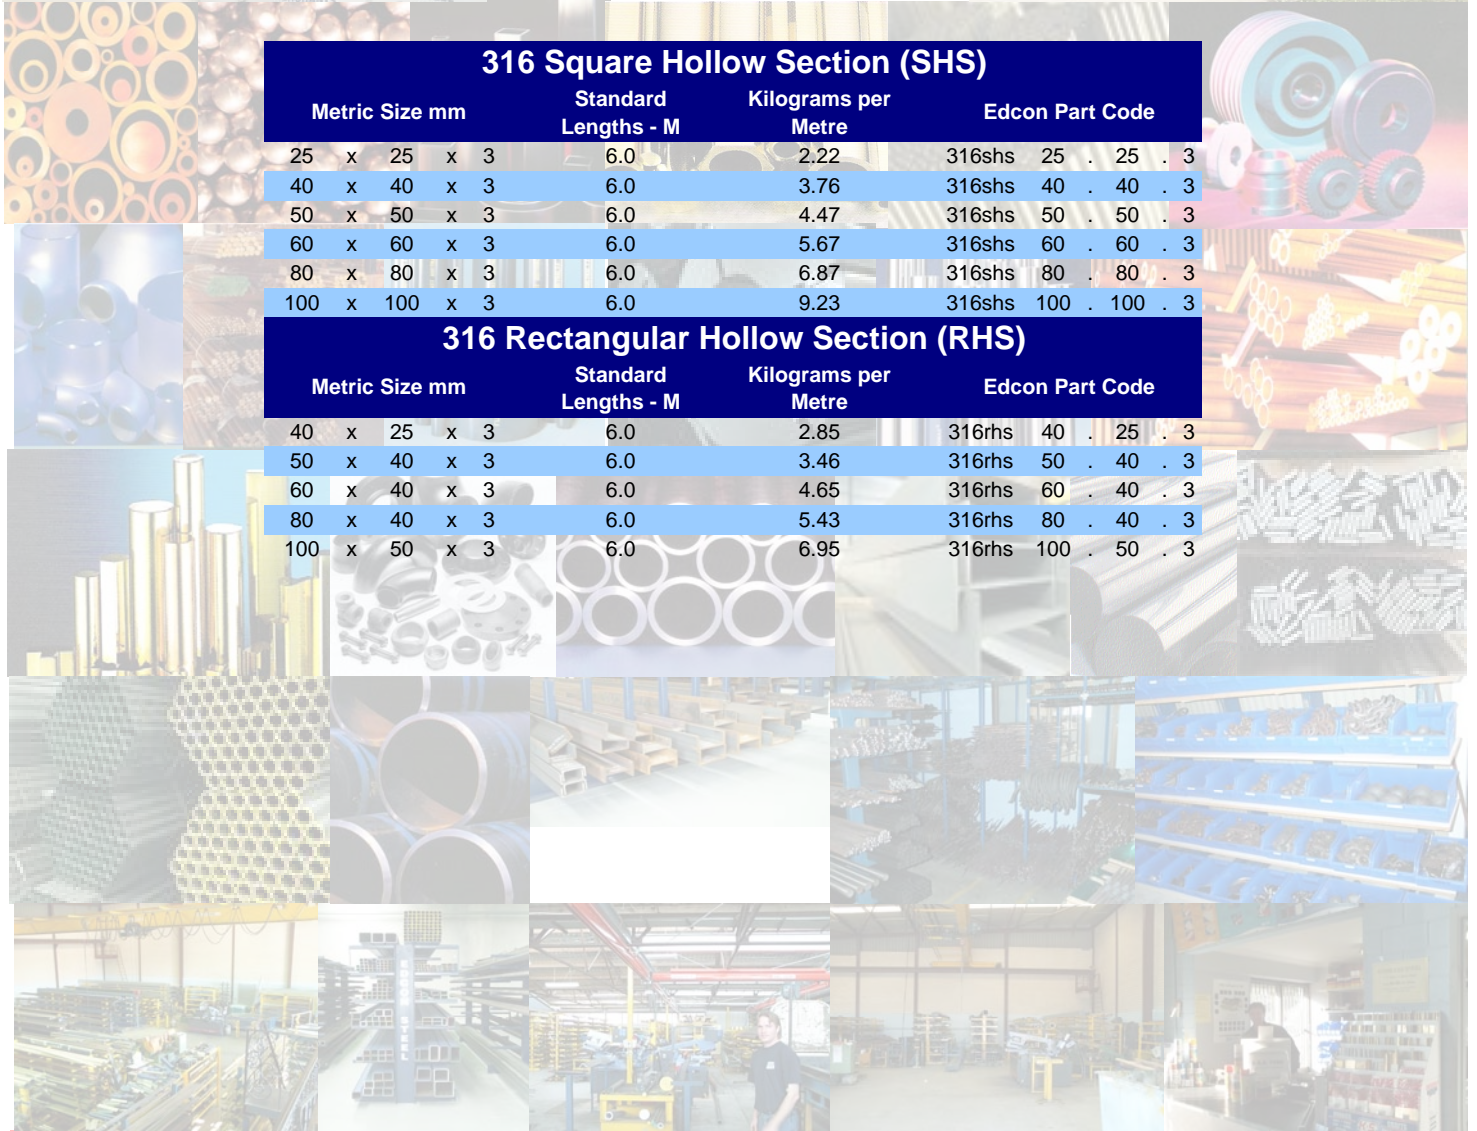 316 Square Hollow Section (SHS)
Metric Size mm Standard Lengths - M Kilograms per Metre Edcon Part Code
25 x 25 x 3 6.0 2.22 316shs 25 . 25 . 3
40 x 40 x 3 6.0 3.76 316shs 40 . 40 . 3
50 x 50 x 3 6.0 4.47 316shs 50 . 50 . 3
60 x 60 x 3 6.0 5.67 316shs 60 . 60 . 3
80 x 80 x 3 6.0 6.87 316shs 80 . 80 . 3
100 x 100 x 3 6.0 9.23 316shs 100 . 100 . 3
316 Rectangular Hollow Section (RHS)
Metric Size mm Standard Lengths - M Kilograms per Metre Edcon Part Code
40 x 25 x 3 6.0 2.85 316rhs 40 . 25 . 3
50 x 40 x 3 6.0 3.46 316rhs 50 . 40 . 3
60 x 40 x 3 6.0 4.65 316rhs 60 . 40 . 3
80 x 40 x 3 6.0 5.43 316rhs 80 . 40 . 3
100 x 50 x 3 6.0 6.95 316rhs 100 . 50 . 3
EDCON STEEL